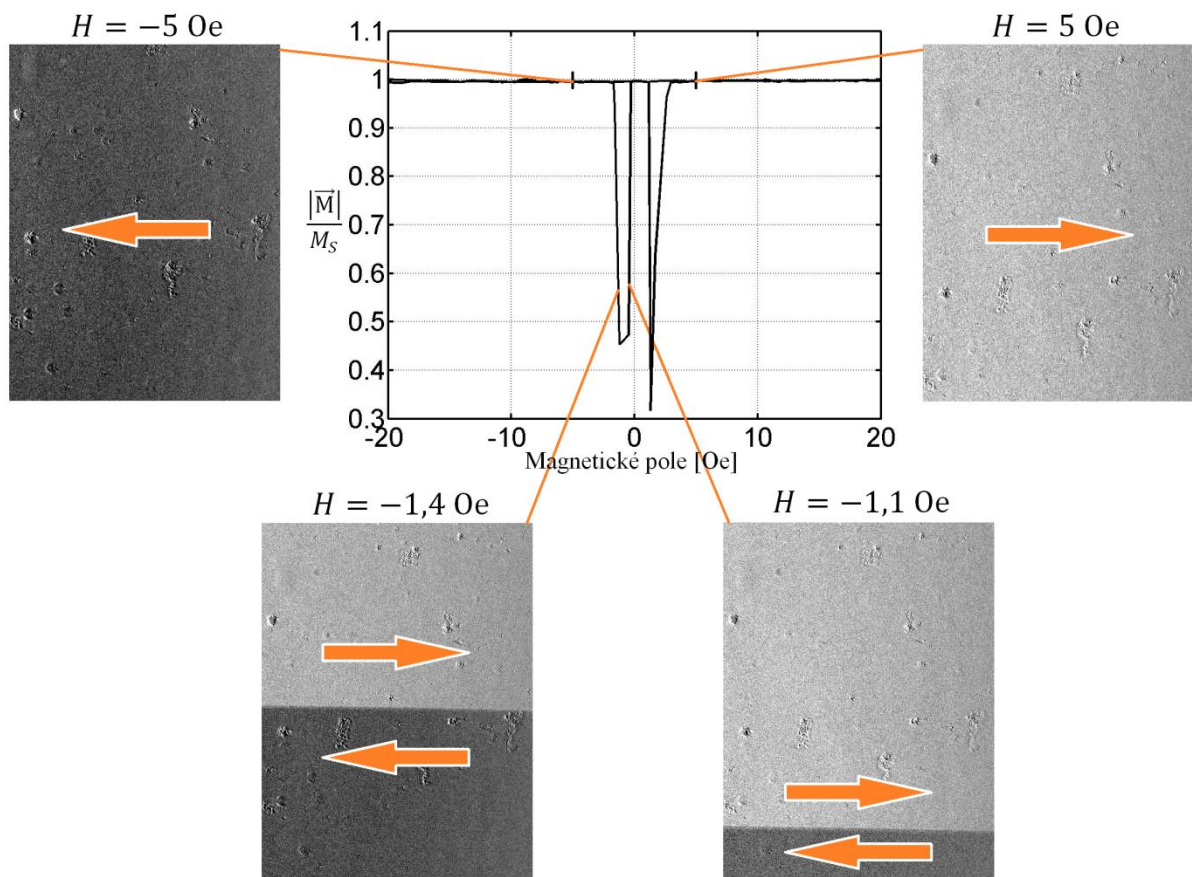 H = −5 Oe
H = 5 Oe
1.1
1
0.9
0.8
0.7
0.6
0.5
0.4
0.3
|M⃗|
M_S
-20 -10 0 10 20
Magnetické pole [Oe]
H = −1,4 Oe
H = −1,1 Oe